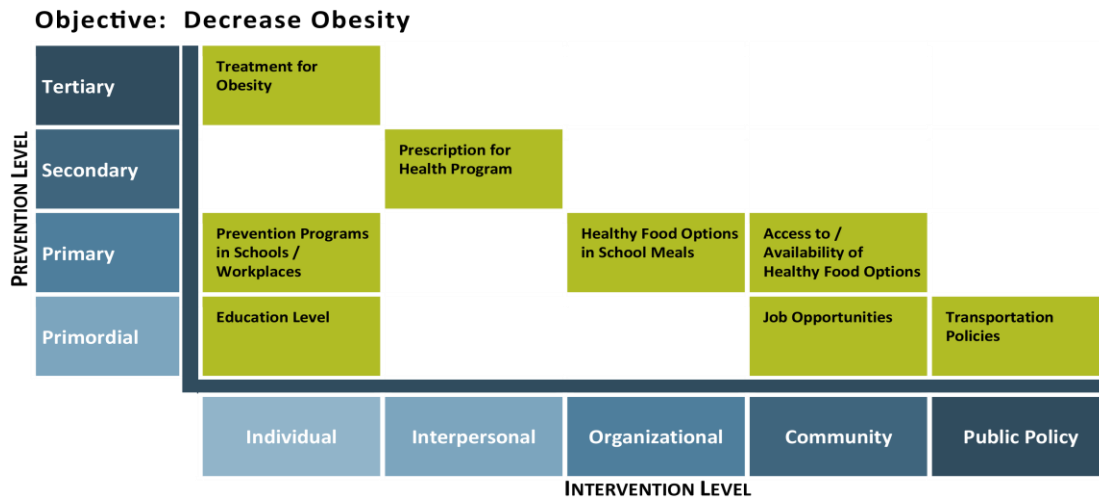 Objective: Decrease Obesity
PREVENTION LEVEL
Tertiary
Treatment for
Obesity
Secondary
Prescription for
Health Program
Primary
Prevention Programs
in Schools /
Workplaces
Healthy Food Options
in School Meals
Access to /
Availability of
Healthy Food Options
Primordial
Education Level
Job Opportunities
Transportation
Policies
Individual
Interpersonal
Organizational
Community
Public Policy
INTERVENTION LEVEL